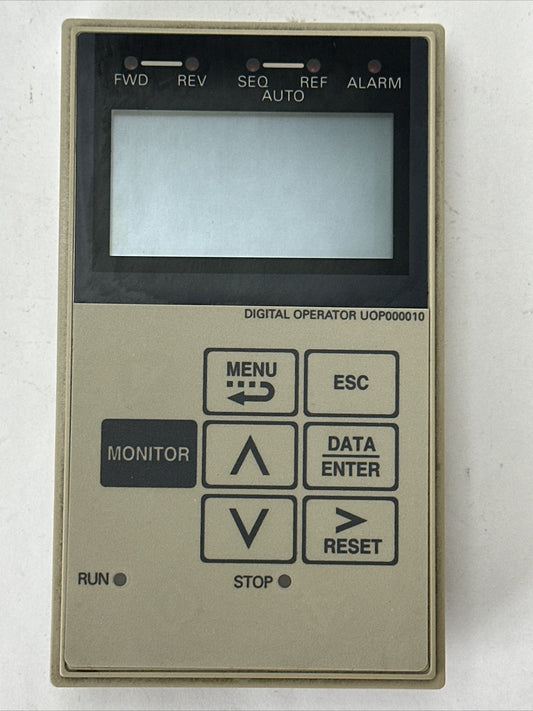 FWD REV SEQ REF ALARM
AUTO
DIGITAL OPERATOR UOP000010
MENU ESC
MONITOR DATA
ENTER
> RESET
RUN STOP